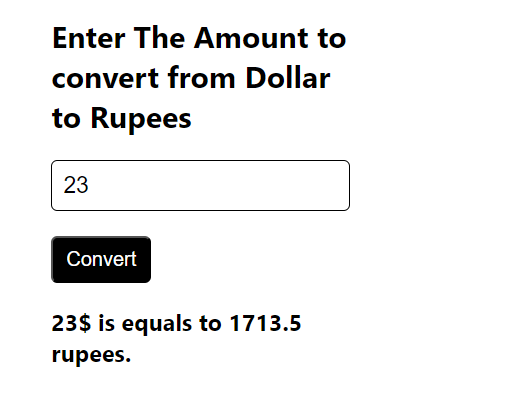 Enter The Amount to
convert from Dollar
to Rupees
23
Convert
23$ is equals to 1713.5
rupees.